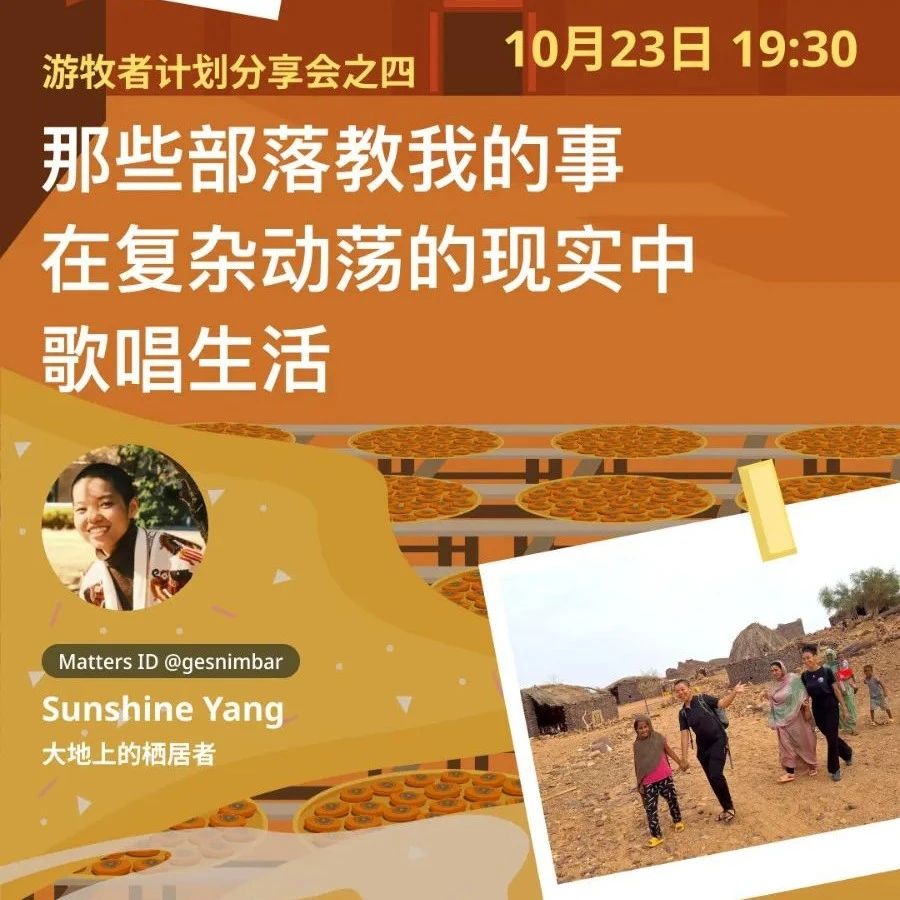 10月23日 19:30
游牧者计划分享会之四
那些部落教我的事
在复杂动荡的现实中
歌唱生活
Matters ID @gesnimbar
Sunshine Yang
大地上的栖居者